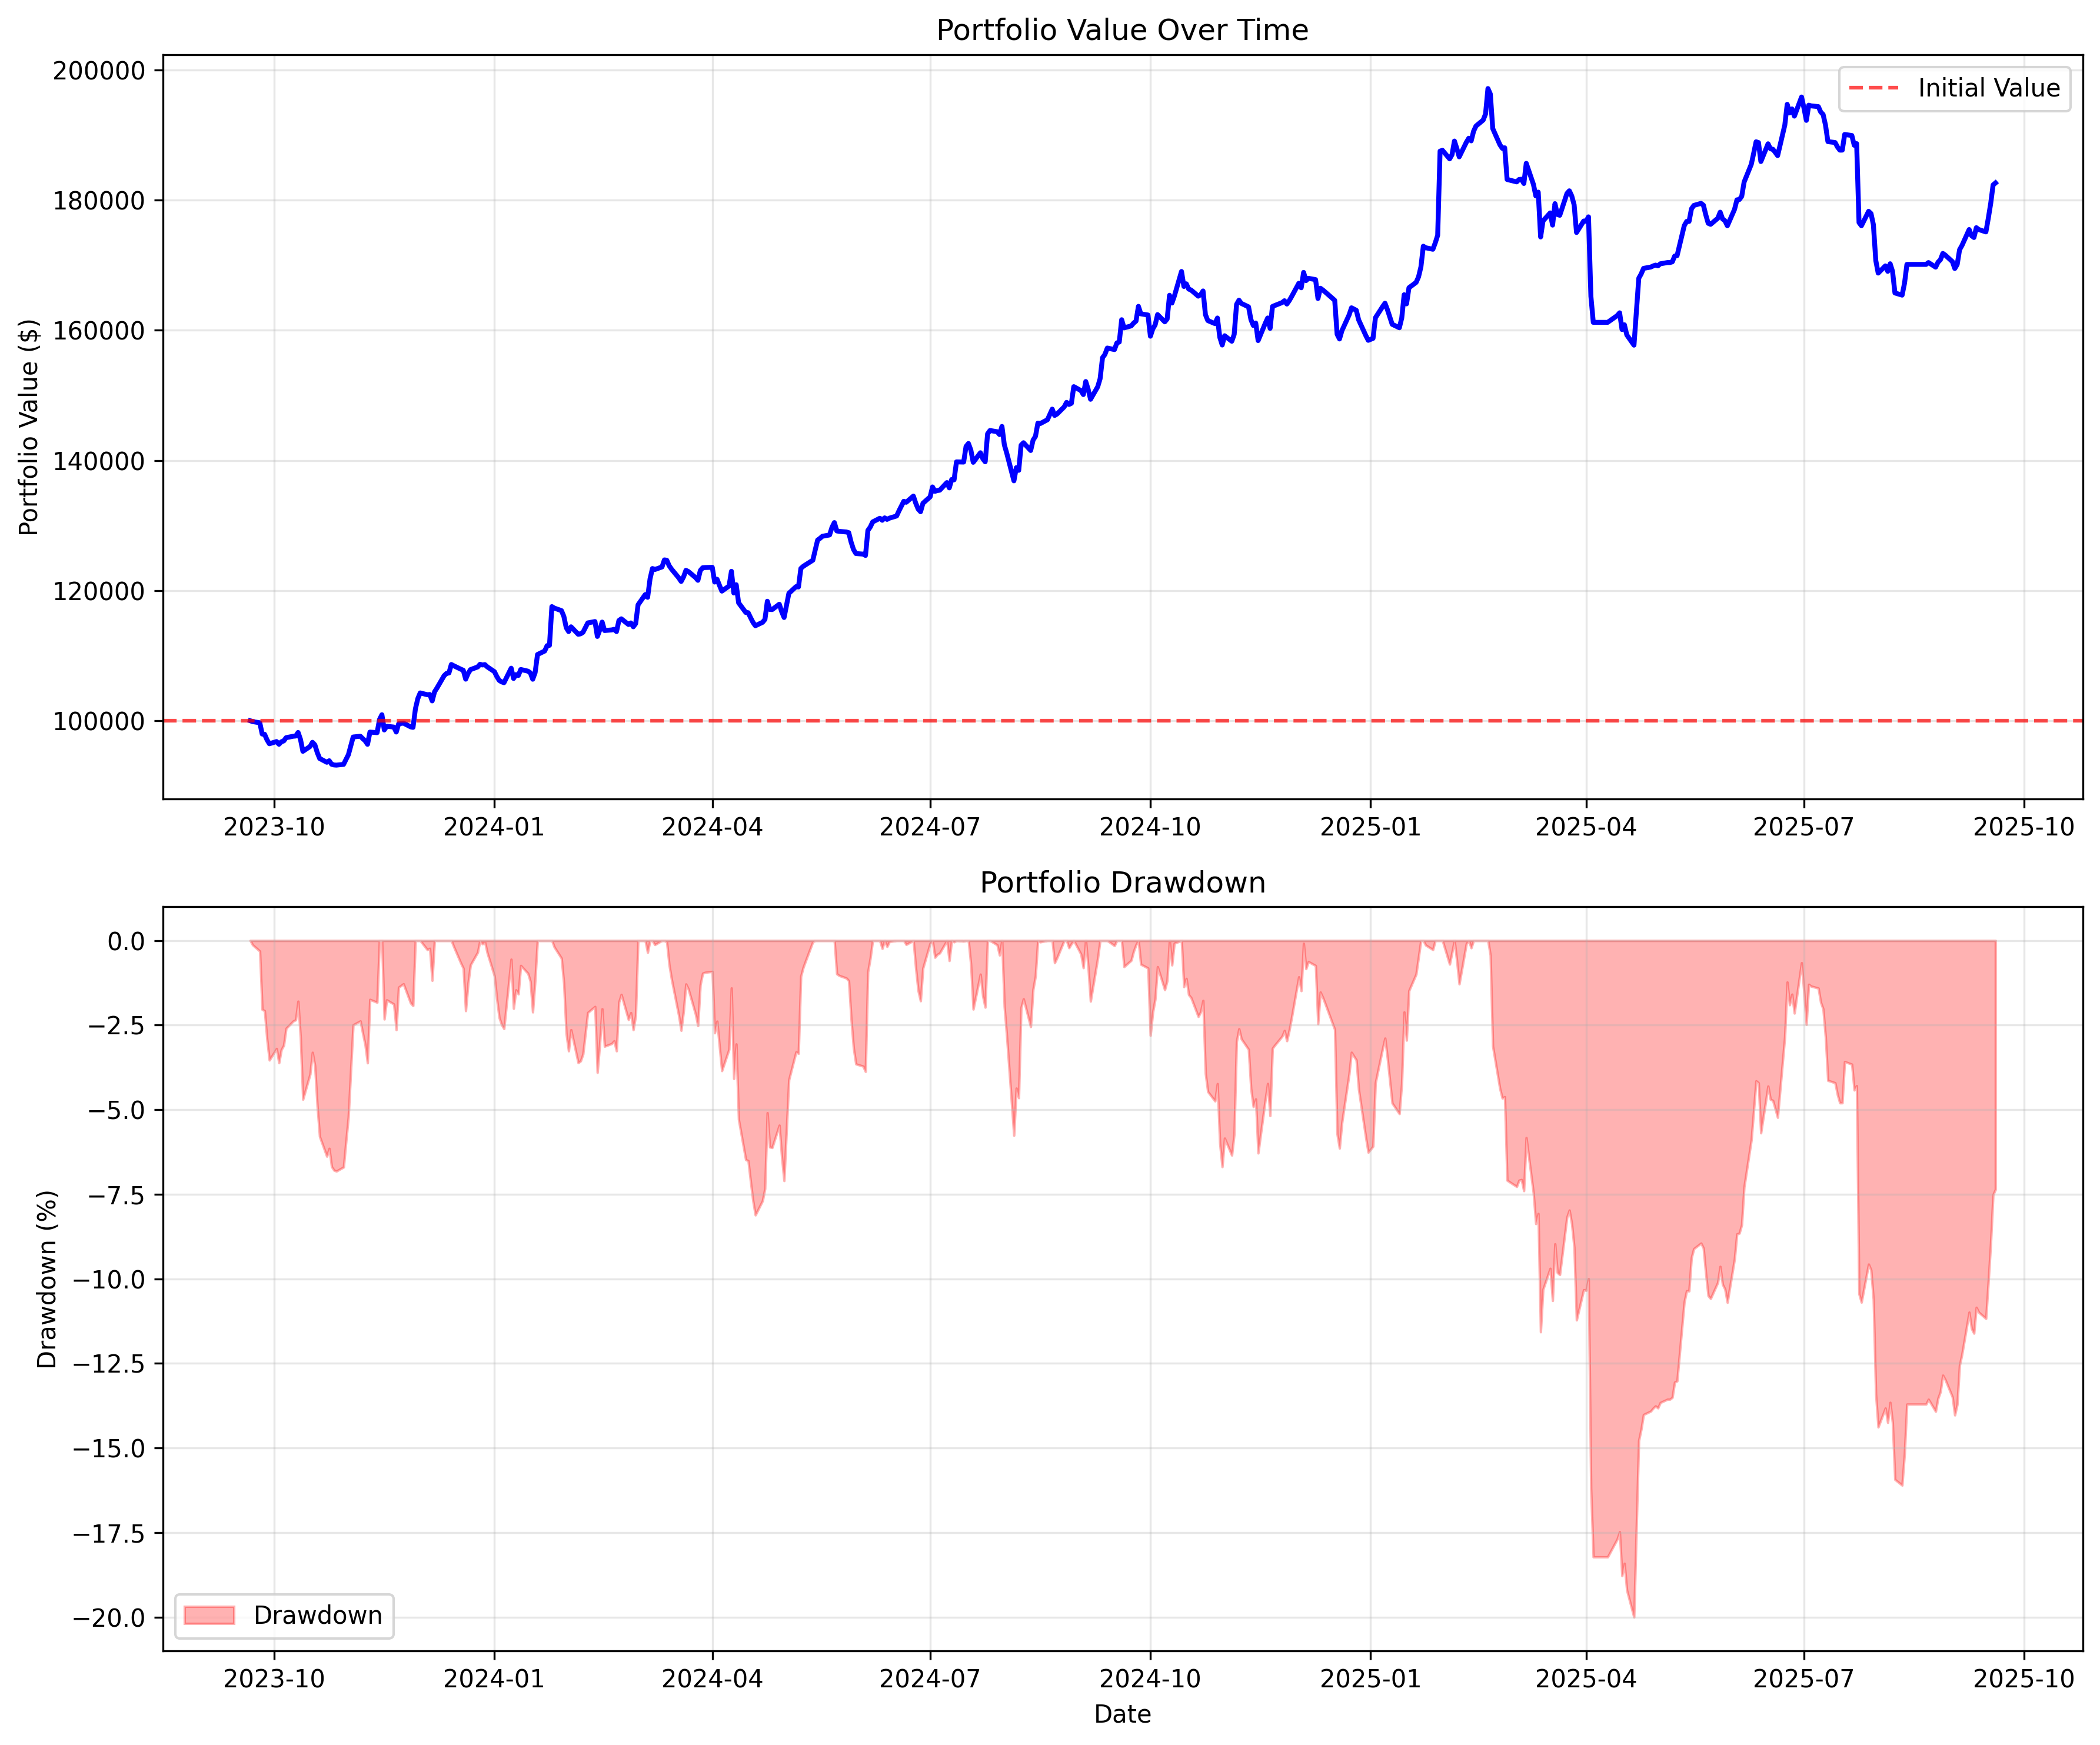 Portfolio Value Over Time
Portfolio Value ($)
200000
180000
160000
140000
120000
100000
Initial Value
2023-10 2024-01 2024-04 2024-07 2024-10 2025-01 2025-04 2025-07 2025-10
Portfolio Drawdown
Drawdown (%)
0.0
−2.5
−5.0
−7.5
−10.0
−12.5
−15.0
−17.5
−20.0
Drawdown
2023-10 2024-01 2024-04 2024-07 2024-10 2025-01 2025-04 2025-07 2025-10
Date